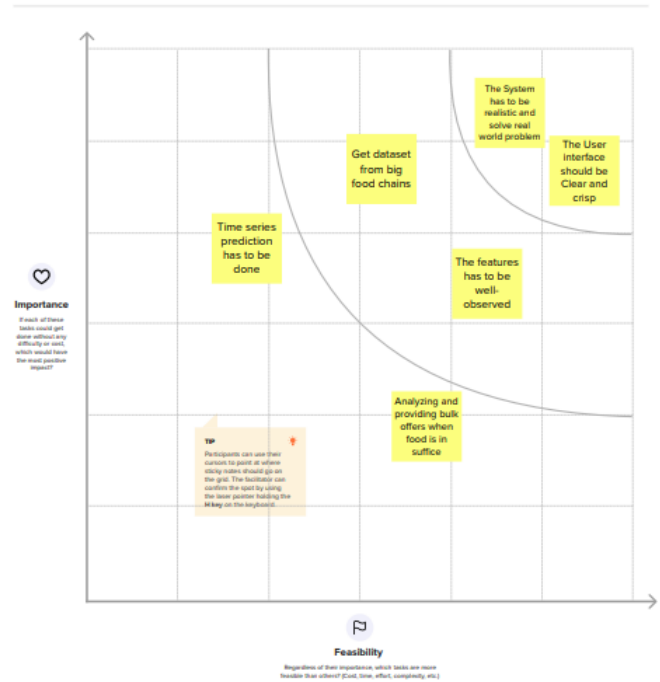 The System
has to be
realistic and
solve real
world problem
The User
interface
should be
Clear and
crisp
Get dataset
from big
food chains
Time series
prediction
has to be
done
The features
has to be
well-
observed
Importance
If each of these
tasks could get
done without any
difficulty or cost,
which would have
the most positive
impact?
Analyzing and
providing bulk
offers when
food is in
suffice
TIP
Participants can use their
cursors to point at where
sticky notes should go on
the grid. The facilitator can
confirm the spot by using
the laser pointer holding the
H key on the keyboard.
Feasibility
Regardless of their importance, which tasks are more
feasible than others? (Cost, time, effort, complexity, etc.)